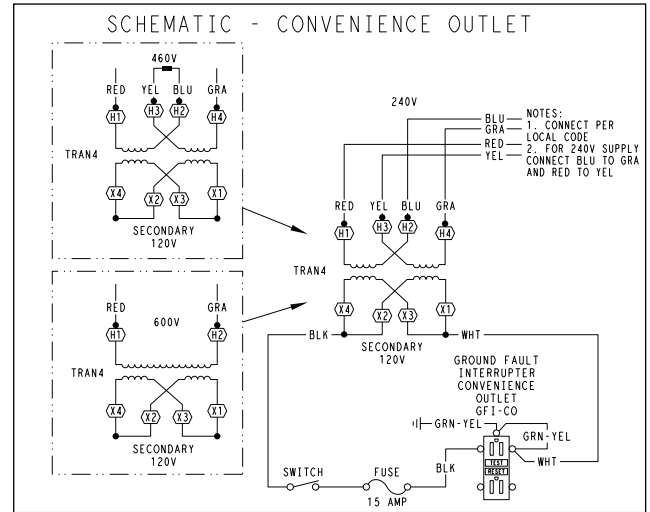 SCHEMATIC - CONVENIENCE OUTLET
460V
RED YEL BLU GRA
H1 H3 H2 H4
TRAN4
X4 X2 X3 X1
SECONDARY
120V
600V
RED GRA
H1 H2
TRAN4
X4 X2 X3 X1
SECONDARY
120V
240V
BLU
GRA
RED
YEL
NOTES:
1. CONNECT PER
LOCAL CODE
2. FOR 240V SUPPLY
CONNECT BLU TO GRA
AND RED TO YEL
RED YEL BLU GRA
H1 H3 H2 H4
TRAN4
X4 X2 X3 X1
BLK WHT
SECONDARY
120V
GROUND FAULT
INTERRUPTER
CONVENIENCE
OUTLET
GFI-CO
GRN-YEL
GRN-YEL
WHT
BLK
TEST
RESET
SWITCH FUSE
15 AMP